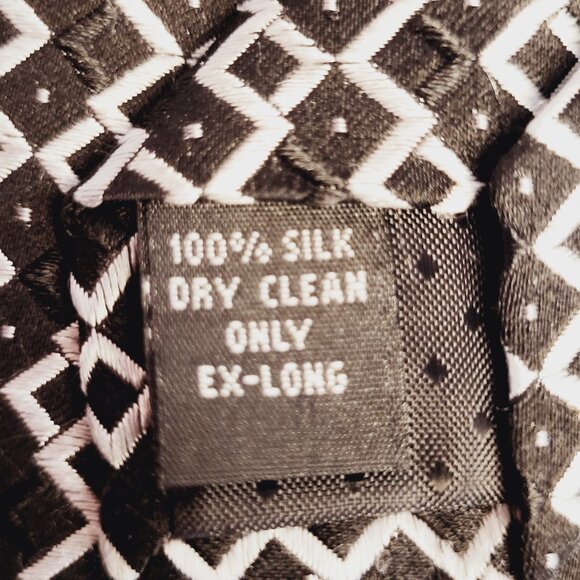 100% SILK
DRY CLEAN
ONLY
EX-LONG